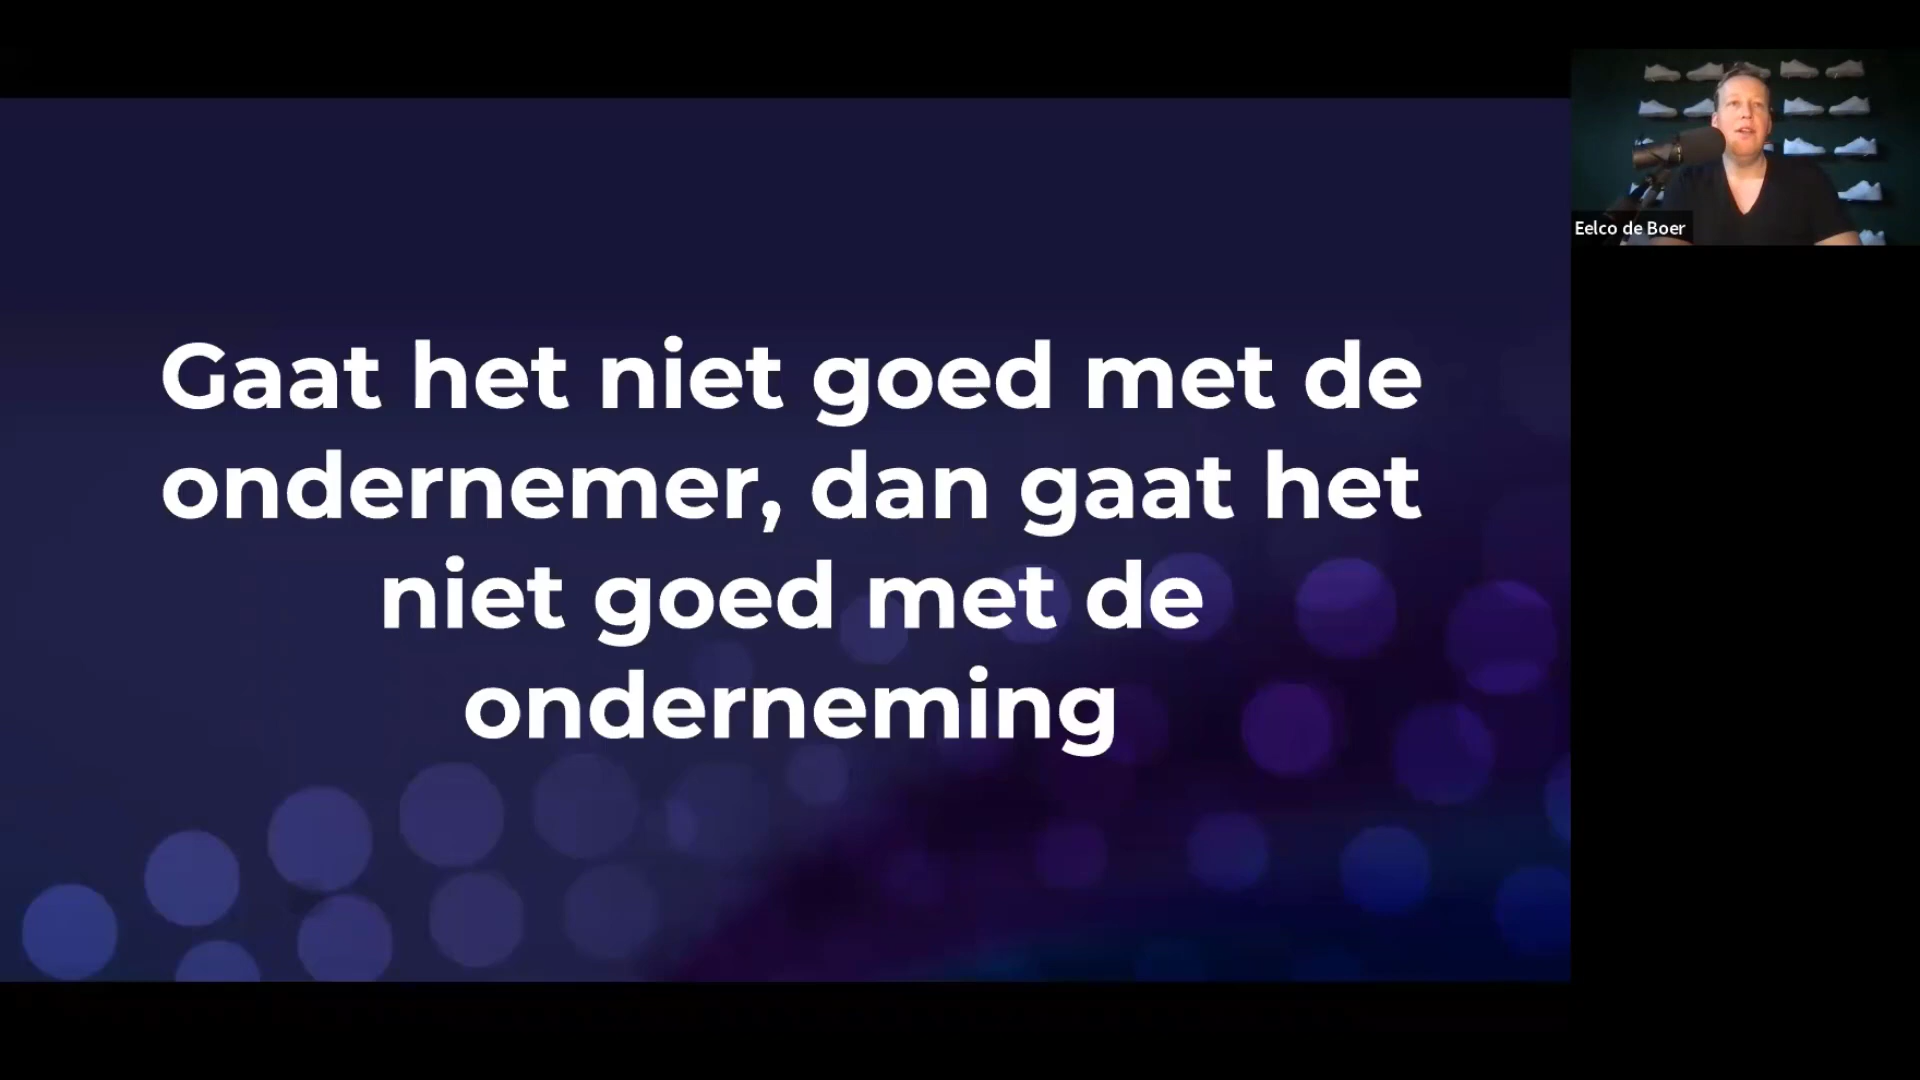 Gaat het niet goed met de
ondernemer, dan gaat het
niet goed met de
onderneming
Eelco de Boer